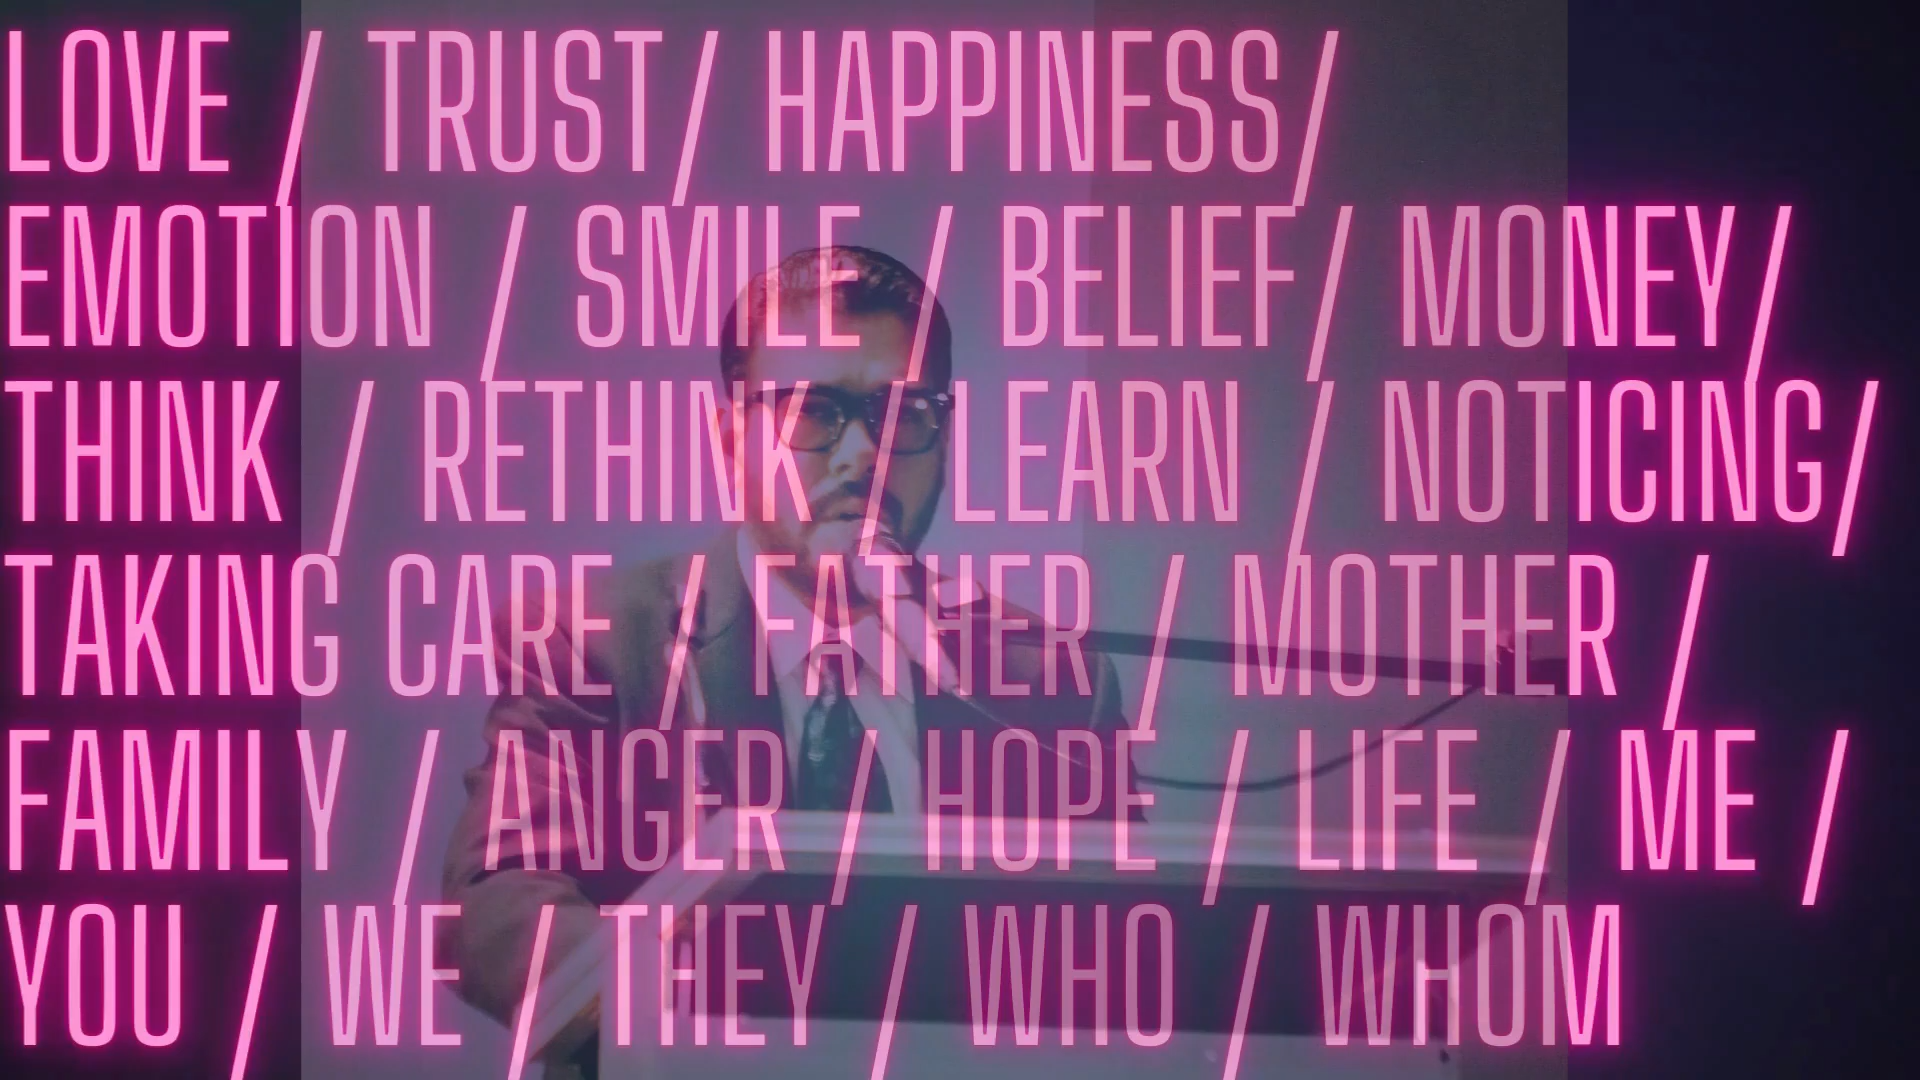 LOVE / TRUST/ HAPPINESS/
EMOTION / SMILE / BELIEF/ MONEY/
THINK / RETHINK / LEARN / NOTICING/
TAKING CARE / FATHER / MOTHER /
FAMILY / ANGER / HOPE / LIFE / ME /
YOU / WE / THEY / WHO / WHOM